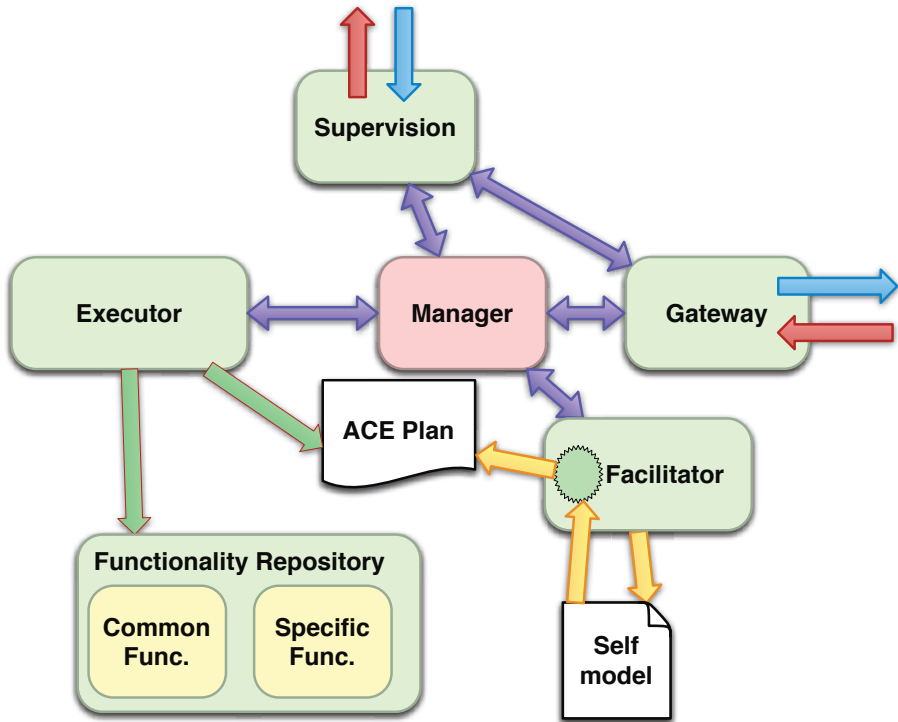 Supervision
Executor
Manager
Gateway
ACE Plan
Facilitator
Functionality Repository
Common
Func.
Specific
Func.
Self
model